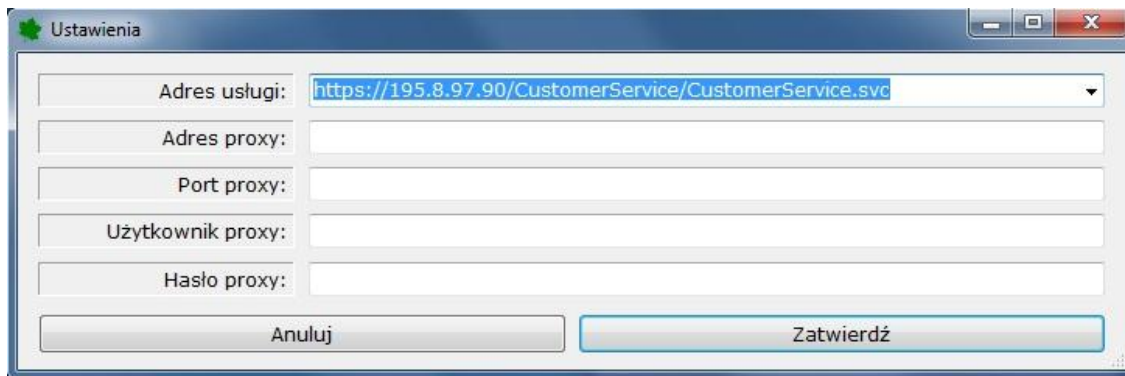 Ustawienia
Adres usługi: https://195.8.97.90/CustomerService/CustomerService.svc
Adres proxy:
Port proxy:
Użytkownik proxy:
Hasło proxy:
Anuluj Zatwierdź